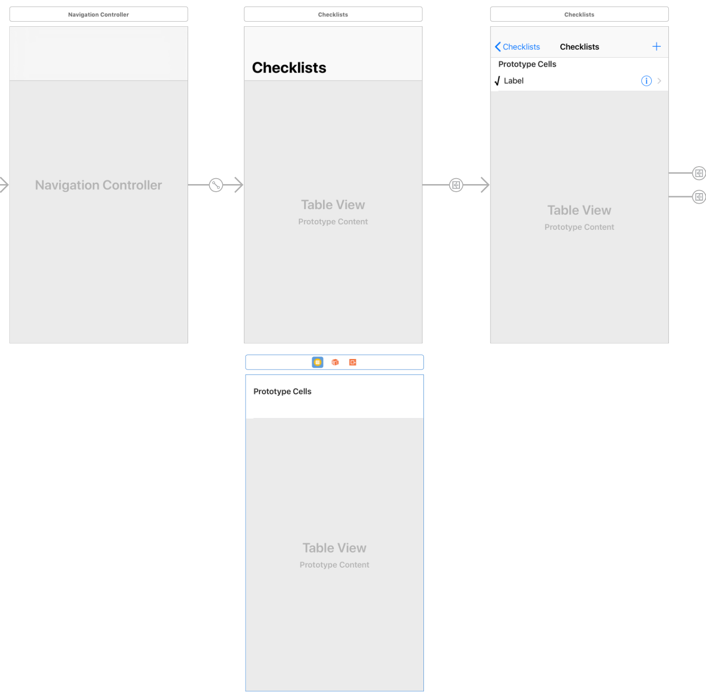 Navigation Controller
Checklists
Checklists
Checklists
Checklists
Checklists
Prototype Cells
Label
Navigation Controller
Table View
Prototype Content
Table View
Prototype Content
Prototype Cells
Table View
Prototype Content